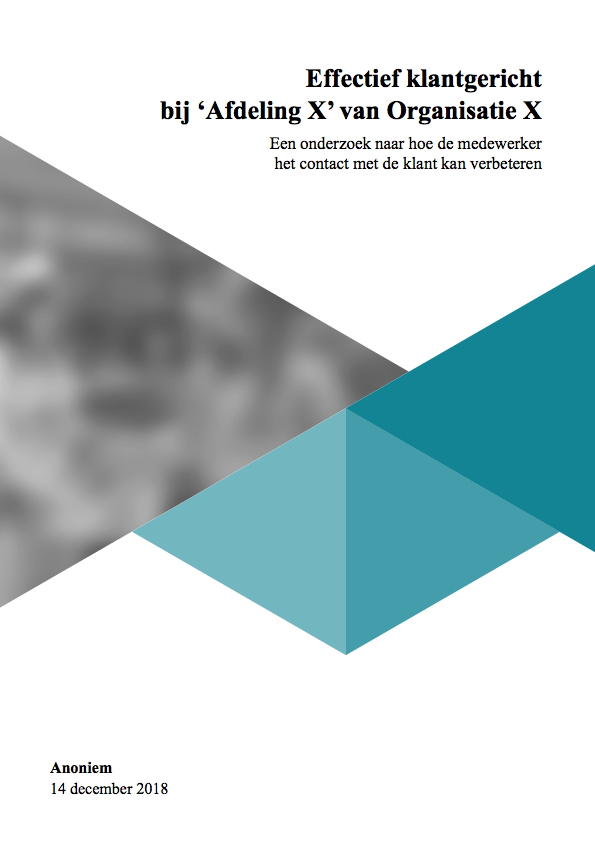 Effectief klantgericht
bij ‘Afdeling X’ van Organisatie X
Een onderzoek naar hoe de medewerker
het contact met de klant kan verbeteren
Anoniem
14 december 2018